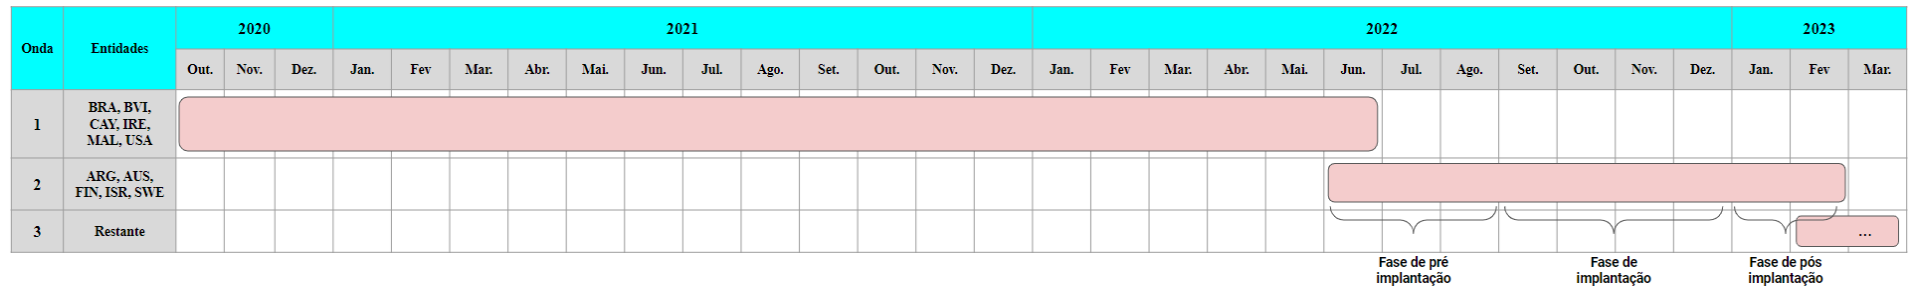 Onda Entidades 2020 2021 2022 2023
Out. Nov. Dez. Jan. Fev Mar. Abr. Mai. Jun. Jul. Ago. Set. Out. Nov. Dez. Jan. Fev Mar. Abr. Mai. Jun. Jul. Ago. Set. Out. Nov. Dez. Jan. Fev Mar.
1
BRA, BVI,
CAY, IRE,
MAL, USA
2
ARG, AUS,
FIN, ISR, SWE
3 Restante ...
Fase de pré
implantação
Fase de
implantação
Fase de pós
implantação